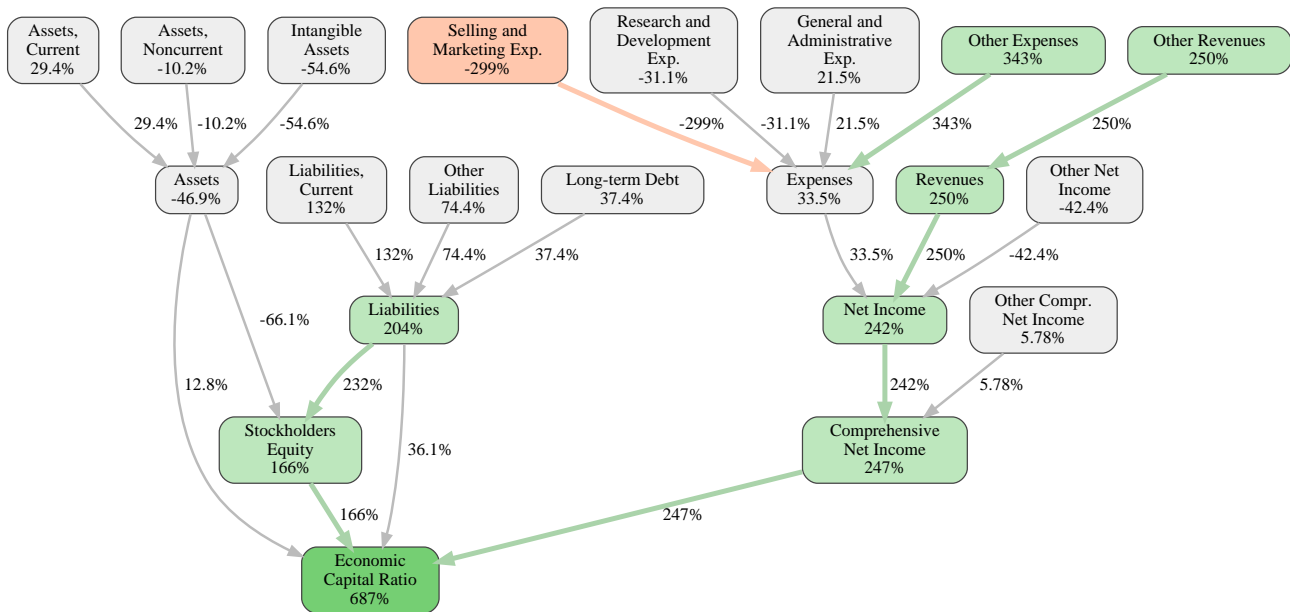 Assets,
Current
29.4%
Assets,
Noncurrent
-10.2%
Intangible
Assets
-54.6%
Selling and
Marketing Exp.
-299%
Research and
Development
Exp.
-31.1%
General and
Administrative
Exp.
21.5%
Other Expenses
343%
Other Revenues
250%
29.4%
-10.2%
-54.6%
-299%
-31.1%
21.5%
343%
250%
Assets
-46.9%
Liabilities,
Current
132%
Other
Liabilities
74.4%
Long-term Debt
37.4%
Expenses
33.5%
Revenues
250%
Other Net
Income
-42.4%
132%
74.4%
37.4%
33.5%
250%
-42.4%
-66.1%
Liabilities
204%
Net Income
242%
Other Compr.
Net Income
5.78%
12.8%
232%
36.1%
242%
5.78%
Stockholders
Equity
166%
Comprehensive
Net Income
247%
166%
247%
Economic
Capital Ratio
687%